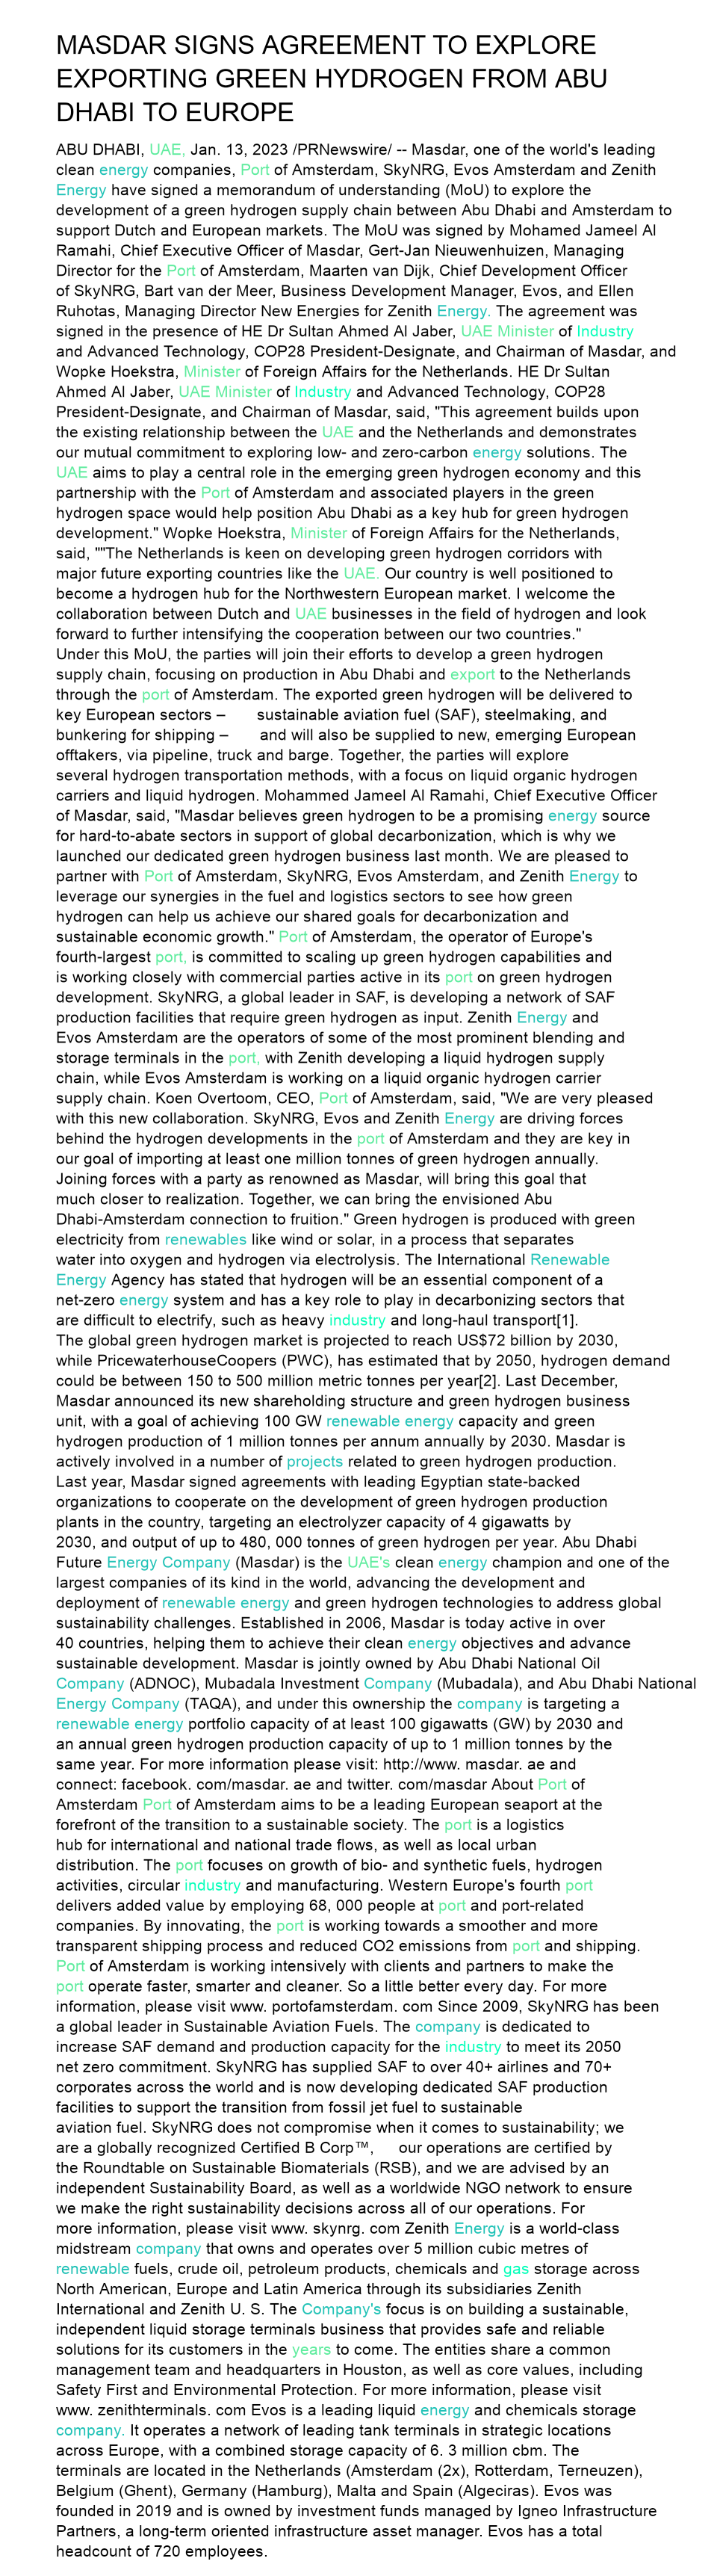 MASDAR SIGNS AGREEMENT TO EXPLORE
EXPORTING GREEN HYDROGEN FROM ABU
DHABI TO EUROPE
ABU DHABI, UAE, Jan. 13, 2023 /PRNewswire/ -- Masdar, one of the world's leading
clean energy companies, Port of Amsterdam, SkyNRG, Evos Amsterdam and Zenith
Energy have signed a memorandum of understanding (MoU) to explore the
development of a green hydrogen supply chain between Abu Dhabi and Amsterdam to
support Dutch and European markets. The MoU was signed by Mohamed Jameel Al
Ramahi, Chief Executive Officer of Masdar, Gert-Jan Nieuwenhuizen, Managing
Director for the Port of Amsterdam, Maarten van Dijk, Chief Development Officer
of SkyNRG, Bart van der Meer, Business Development Manager, Evos, and Ellen
Ruhotas, Managing Director New Energies for Zenith Energy. The agreement was
signed in the presence of HE Dr Sultan Ahmed Al Jaber, UAE Minister of Industry
and Advanced Technology, COP28 President-Designate, and Chairman of Masdar, and
Wopke Hoekstra, Minister of Foreign Affairs for the Netherlands. HE Dr Sultan
Ahmed Al Jaber, UAE Minister of Industry and Advanced Technology, COP28
President-Designate, and Chairman of Masdar, said, "This agreement builds upon
the existing relationship between the UAE and the Netherlands and demonstrates
our mutual commitment to exploring low- and zero-carbon energy solutions. The
UAE aims to play a central role in the emerging green hydrogen economy and this
partnership with the Port of Amsterdam and associated players in the green
hydrogen space would help position Abu Dhabi as a key hub for green hydrogen
development." Wopke Hoekstra, Minister of Foreign Affairs for the Netherlands,
said, ""The Netherlands is keen on developing green hydrogen corridors with
major future exporting countries like the UAE. Our country is well positioned to
become a hydrogen hub for the Northwestern European market. I welcome the
collaboration between Dutch and UAE businesses in the field of hydrogen and look
forward to further intensifying the cooperation between our two countries."
Under this MoU, the parties will join their efforts to develop a green hydrogen
supply chain, focusing on production in Abu Dhabi and export to the Netherlands
through the port of Amsterdam. The exported green hydrogen will be delivered to
key European sectors – sustainable aviation fuel (SAF), steelmaking, and
bunkering for shipping – and will also be supplied to new, emerging European
offtakers, via pipeline, truck and barge. Together, the parties will explore
several hydrogen transportation methods, with a focus on liquid organic hydrogen
carriers and liquid hydrogen. Mohammed Jameel Al Ramahi, Chief Executive Officer
of Masdar, said, "Masdar believes green hydrogen to be a promising energy source
for hard-to-abate sectors in support of global decarbonization, which is why we
launched our dedicated green hydrogen business last month. We are pleased to
partner with Port of Amsterdam, SkyNRG, Evos Amsterdam, and Zenith Energy to
leverage our synergies in the fuel and logistics sectors to see how green
hydrogen can help us achieve our shared goals for decarbonization and
sustainable economic growth." Port of Amsterdam, the operator of Europe's
fourth-largest port, is committed to scaling up green hydrogen capabilities and
is working closely with commercial parties active in its port on green hydrogen
development. SkyNRG, a global leader in SAF, is developing a network of SAF
production facilities that require green hydrogen as input. Zenith Energy and
Evos Amsterdam are the operators of some of the most prominent blending and
storage terminals in the port, with Zenith developing a liquid hydrogen supply
chain, while Evos Amsterdam is working on a liquid organic hydrogen carrier
supply chain. Koen Overtoom, CEO, Port of Amsterdam, said, "We are very pleased
with this new collaboration. SkyNRG, Evos and Zenith Energy are driving forces
behind the hydrogen developments in the port of Amsterdam and they are key in
our goal of importing at least one million tonnes of green hydrogen annually.
Joining forces with a party as renowned as Masdar, will bring this goal that
much closer to realization. Together, we can bring the envisioned Abu
Dhabi-Amsterdam connection to fruition." Green hydrogen is produced with green
electricity from renewables like wind or solar, in a process that separates
water into oxygen and hydrogen via electrolysis. The International Renewable
Energy Agency has stated that hydrogen will be an essential component of a
net-zero energy system and has a key role to play in decarbonizing sectors that
are difficult to electrify, such as heavy industry and long-haul transport[1].
The global green hydrogen market is projected to reach US$72 billion by 2030,
while PricewaterhouseCoopers (PWC), has estimated that by 2050, hydrogen demand
could be between 150 to 500 million metric tonnes per year[2]. Last December,
Masdar announced its new shareholding structure and green hydrogen business
unit, with a goal of achieving 100 GW renewable energy capacity and green
hydrogen production of 1 million tonnes per annum annually by 2030. Masdar is
actively involved in a number of projects related to green hydrogen production.
Last year, Masdar signed agreements with leading Egyptian state-backed
organizations to cooperate on the development of green hydrogen production
plants in the country, targeting an electrolyzer capacity of 4 gigawatts by
2030, and output of up to 480, 000 tonnes of green hydrogen per year. Abu Dhabi
Future Energy Company (Masdar) is the UAE's clean energy champion and one of the
largest companies of its kind in the world, advancing the development and
deployment of renewable energy and green hydrogen technologies to address global
sustainability challenges. Established in 2006, Masdar is today active in over
40 countries, helping them to achieve their clean energy objectives and advance
sustainable development. Masdar is jointly owned by Abu Dhabi National Oil
Company (ADNOC), Mubadala Investment Company (Mubadala), and Abu Dhabi National
Energy Company (TAQA), and under this ownership the company is targeting a
renewable energy portfolio capacity of at least 100 gigawatts (GW) by 2030 and
an annual green hydrogen production capacity of up to 1 million tonnes by the
same year. For more information please visit: http://www. masdar. ae and
connect: facebook. com/masdar. ae and twitter. com/masdar About Port of
Amsterdam Port of Amsterdam aims to be a leading European seaport at the
forefront of the transition to a sustainable society. The port is a logistics
hub for international and national trade flows, as well as local urban
distribution. The port focuses on growth of bio- and synthetic fuels, hydrogen
activities, circular industry and manufacturing. Western Europe's fourth port
delivers added value by employing 68, 000 people at port and port-related
companies. By innovating, the port is working towards a smoother and more
transparent shipping process and reduced CO2 emissions from port and shipping.
Port of Amsterdam is working intensively with clients and partners to make the
port operate faster, smarter and cleaner. So a little better every day. For more
information, please visit www. portofamsterdam. com Since 2009, SkyNRG has been
a global leader in Sustainable Aviation Fuels. The company is dedicated to
increase SAF demand and production capacity for the industry to meet its 2050
net zero commitment. SkyNRG has supplied SAF to over 40+ airlines and 70+
corporates across the world and is now developing dedicated SAF production
facilities to support the transition from fossil jet fuel to sustainable
aviation fuel. SkyNRG does not compromise when it comes to sustainability; we
are a globally recognized Certified B Corp™, our operations are certified by
the Roundtable on Sustainable Biomaterials (RSB), and we are advised by an
independent Sustainability Board, as well as a worldwide NGO network to ensure
we make the right sustainability decisions across all of our operations. For
more information, please visit www. skynrg. com Zenith Energy is a world-class
midstream company that owns and operates over 5 million cubic metres of
renewable fuels, crude oil, petroleum products, chemicals and gas storage across
North American, Europe and Latin America through its subsidiaries Zenith
International and Zenith U. S. The Company's focus is on building a sustainable,
independent liquid storage terminals business that provides safe and reliable
solutions for its customers in the years to come. The entities share a common
management team and headquarters in Houston, as well as core values, including
Safety First and Environmental Protection. For more information, please visit
www. zenithterminals. com Evos is a leading liquid energy and chemicals storage
company. It operates a network of leading tank terminals in strategic locations
across Europe, with a combined storage capacity of 6. 3 million cbm. The
terminals are located in the Netherlands (Amsterdam (2x), Rotterdam, Terneuzen),
Belgium (Ghent), Germany (Hamburg), Malta and Spain (Algeciras). Evos was
founded in 2019 and is owned by investment funds managed by Igneo Infrastructure
Partners, a long-term oriented infrastructure asset manager. Evos has a total
headcount of 720 employees.